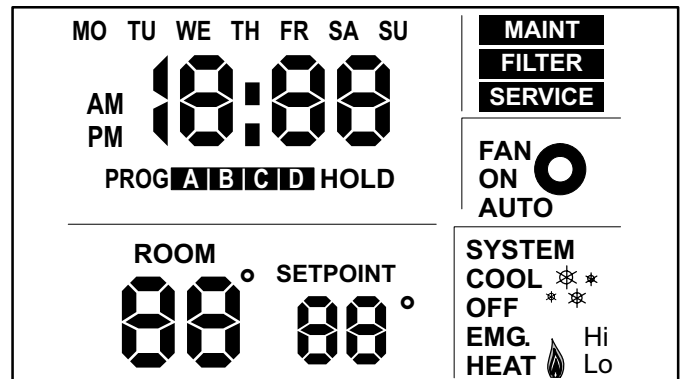 MO TU WE TH FR SA SU
AM
PM
18:88
PROG A B C D HOLD
MAINT
FILTER
SERVICE
FAN
ON
AUTO
ROOM
88°
SETPOINT
88°
SYSTEM
COOL
OFF
EMG. Hi
HEAT Lo